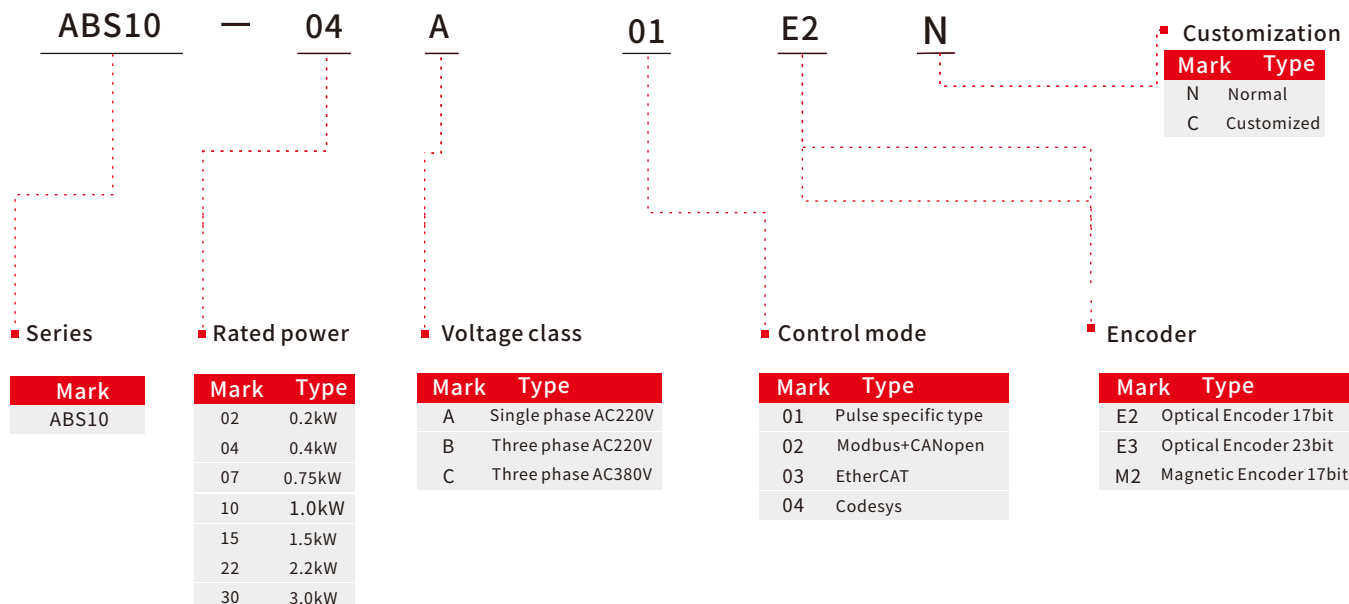 ABS10 — 04 A 01 E2 N
Customization
Mark Type
N Normal
C Customized
Series
Mark
ABS10
Rated power
Mark Type
02 0.2kW
04 0.4kW
07 0.75kW
10 1.0kW
15 1.5kW
22 2.2kW
30 3.0kW
Voltage class
Mark Type
A Single phase AC220V
B Three phase AC220V
C Three phase AC380V
Control mode
Mark Type
01 Pulse specific type
02 Modbus+CANopen
03 EtherCAT
04 Codesys
Encoder
Mark Type
E2 Optical Encoder 17bit
E3 Optical Encoder 23bit
M2 Magnetic Encoder 17bit